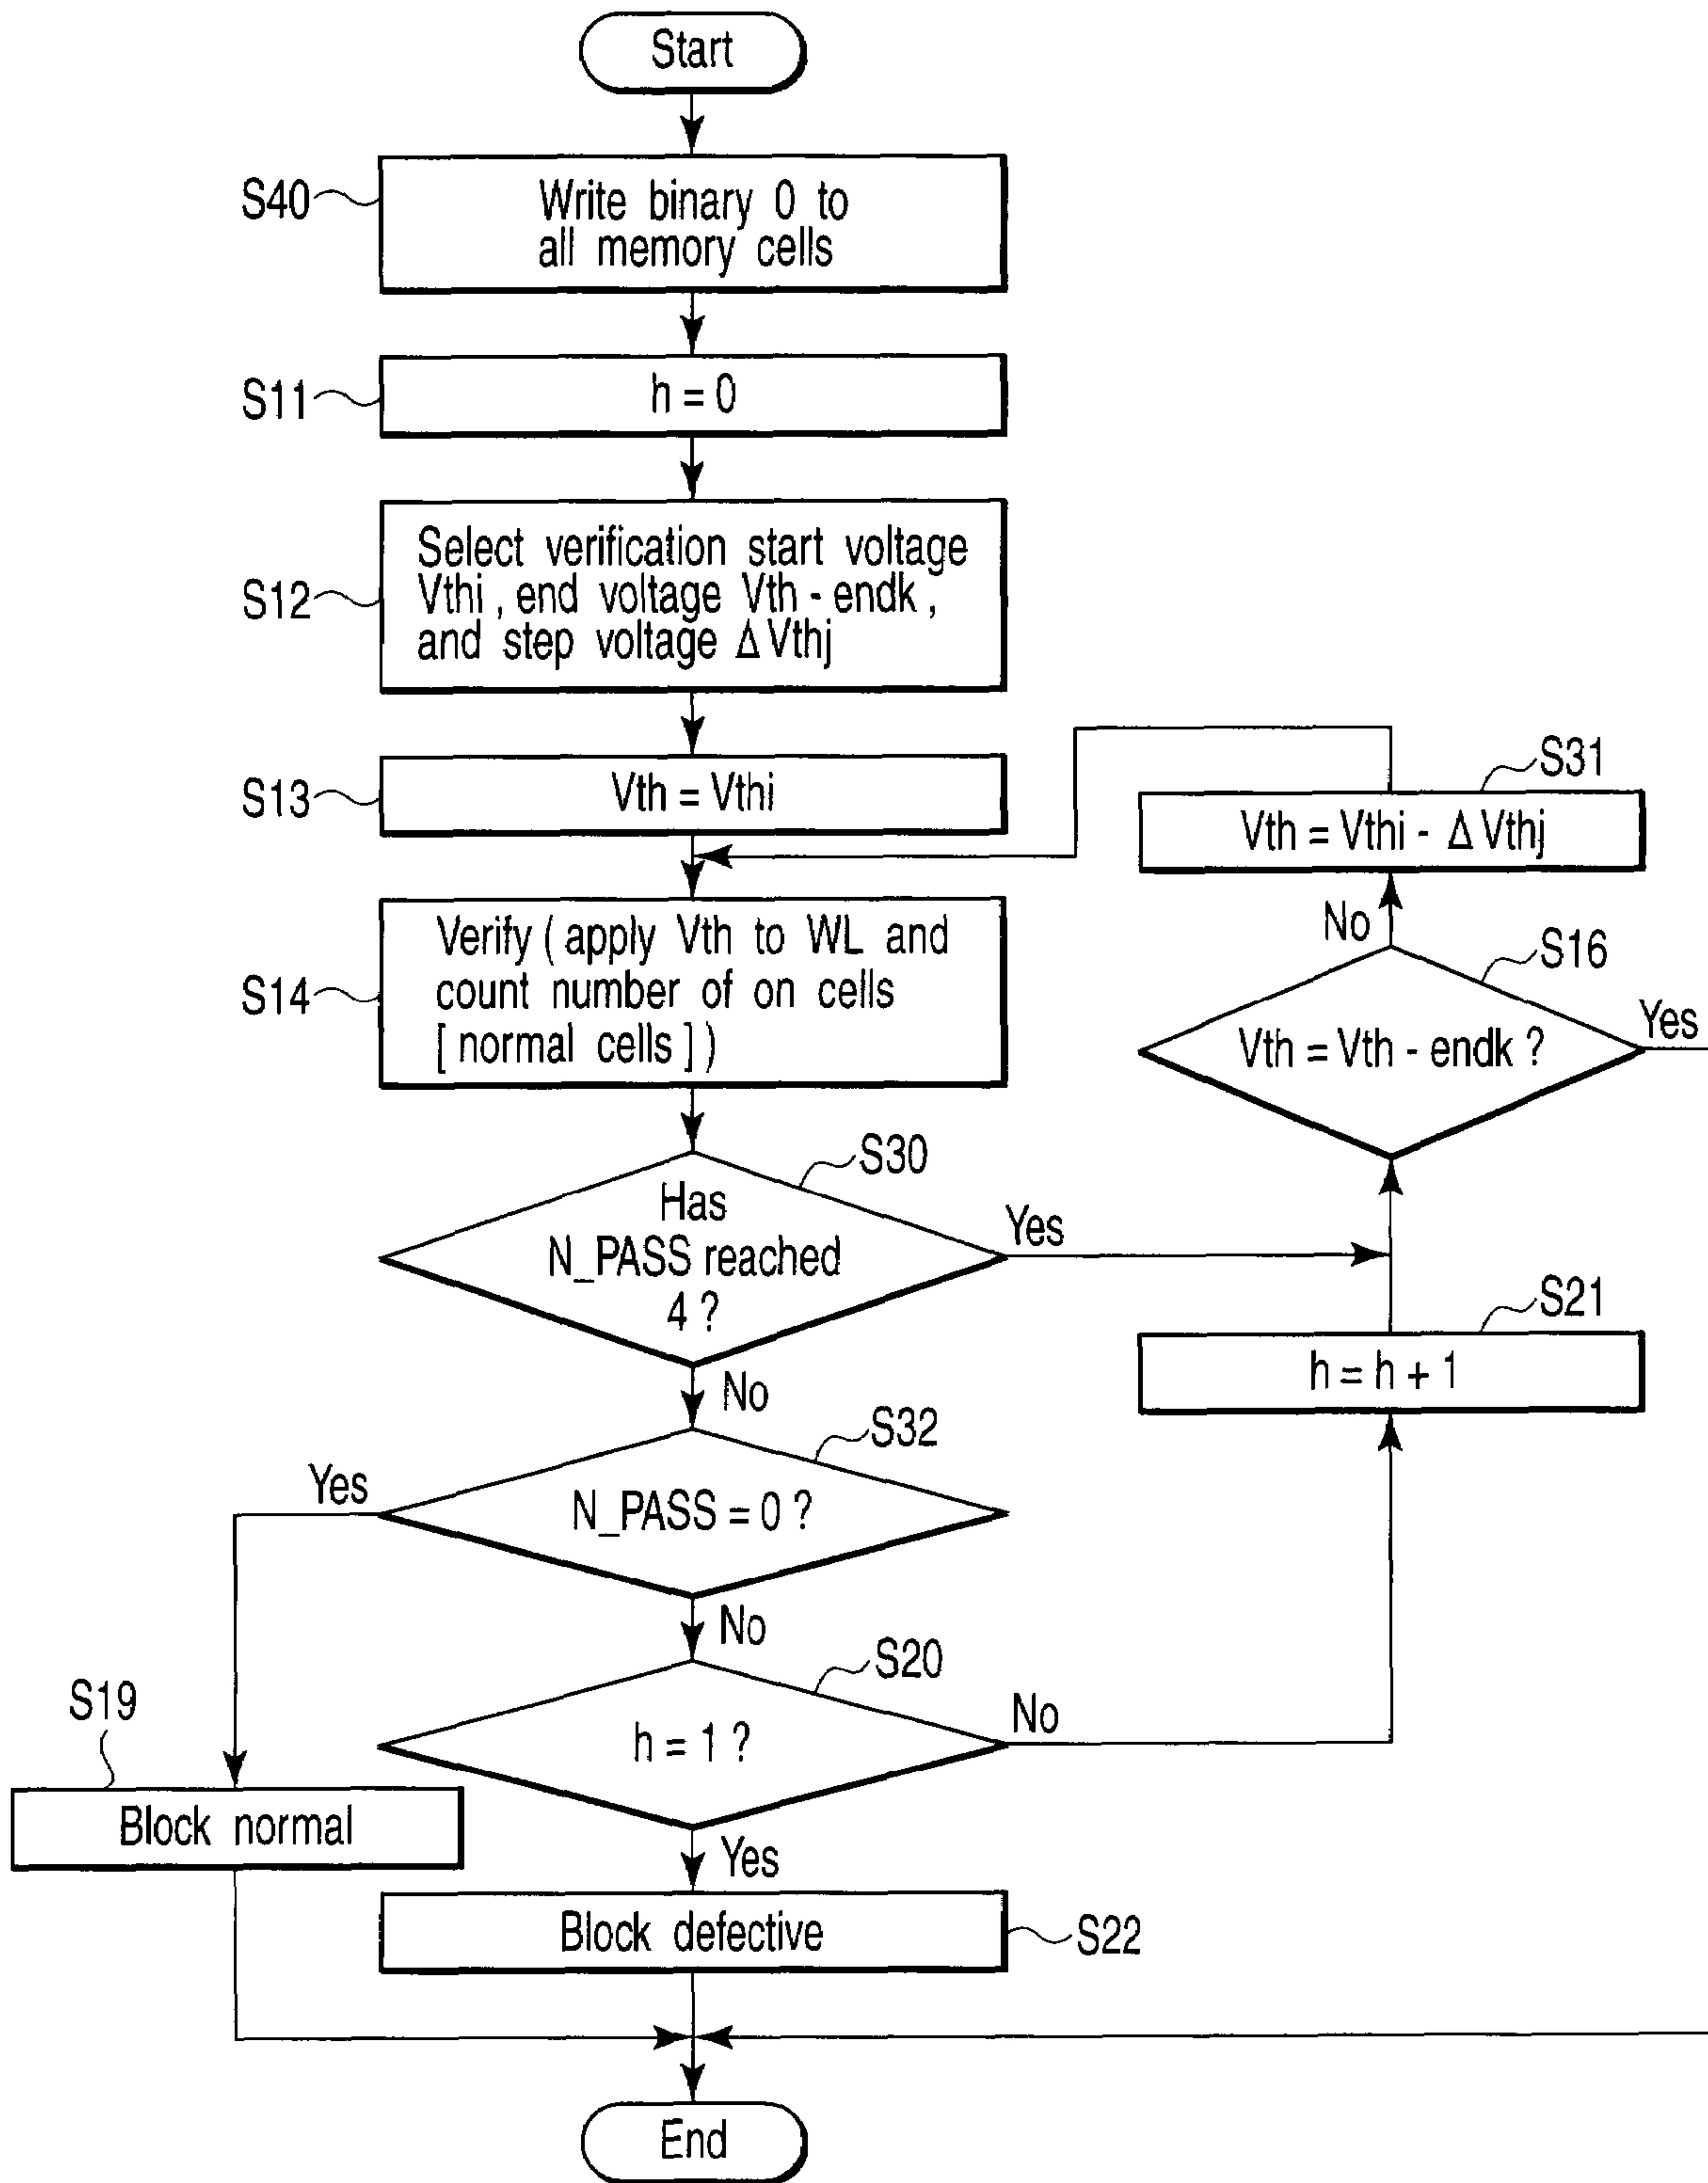 Start
S40
Write binary 0 to
all memory cells
S11
h = 0
S12
Select verification start voltage
Vthi , end voltage Vth - endk ,
and step voltage Δ Vthj
S13
Vth = Vthi
S31
Vth = Vthi - Δ Vthj
No
S14
Verify ( apply Vth to WL and
count number of on cells
[ normal cells ] )
S16
Vth = Vth - endk ?
Yes
S30
Has
N_PASS reached
4 ?
Yes
No
S21
h = h + 1
S32
N_PASS = 0 ?
Yes
No
S20
h = 1 ?
No
Yes
S19
Block normal
Block defective
S22
End